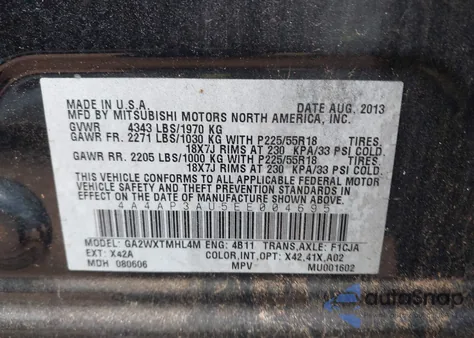 MADE IN U.S.A. DATE AUG. 2013
MFD BY MITSUBISHI MOTORS NORTH AMERICA, INC.
GVWR 4343 LBS/1970 KG
GAWR FR. 2271 LBS/1030 KG WITH P225/55R18 TIRES,
18X7J RIMS AT 230 KPA/33 PSI COLD.
GAWR RR. 2205 LBS/1000 KG WITH P225/55R18 TIRES,
18X7J RIMS AT 230 KPA/33 PSI COLD.
THIS VEHICLE CONFORMS TO ALL APPLICABLE FEDERAL MOTOR
VEHICLE SAFETY AND THEFT PREVENTION STANDARDS IN
EFFECT ON THE DATE OF MANUFACTURE SHOWN ABOVE.
4A4AP3AU5EE004695
MODEL: GA2WXTMHL4M ENG: 4B11 TRANS,AXLE: F1CJA
EXT: X42A COLOR,INT,OPT: X42,41X,A02
MDH 080606 MPV MU001602
autoSnap